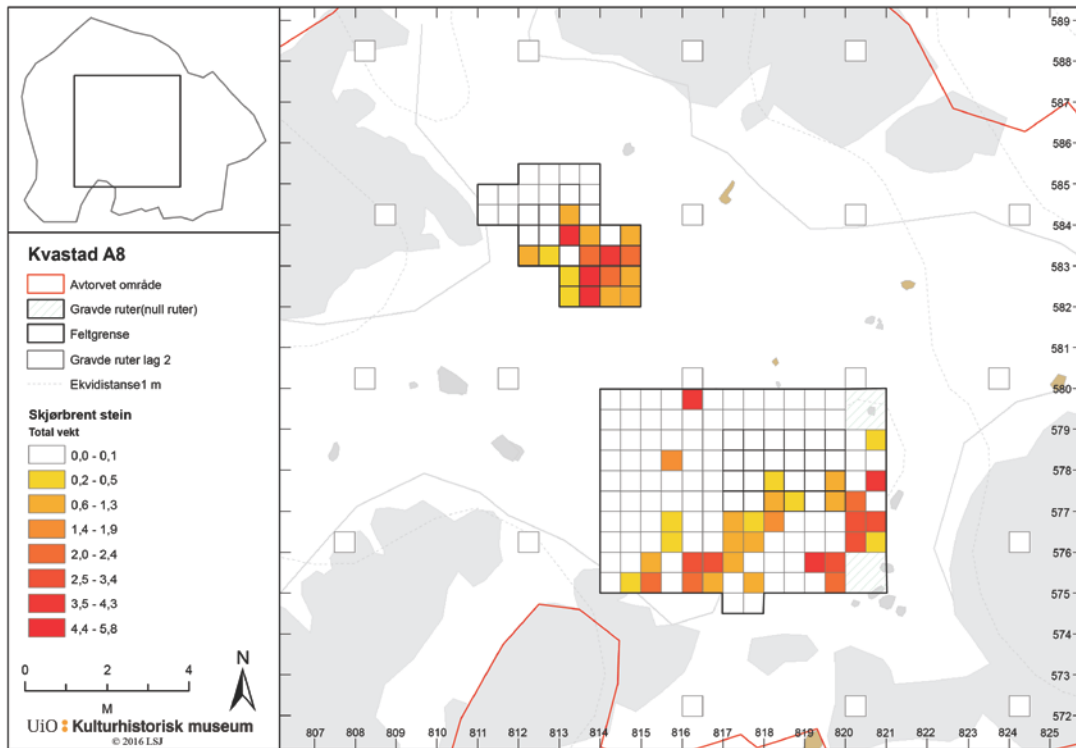 Kvastad A8
Avtorvet område
Gravde ruter(null ruter)
Feltgrense
Gravde ruter lag 2
Ekvidistanse1 m
Skjørbrent stein
Total vekt
0,0 - 0,1
0,2 - 0,5
0,6 - 1,3
1,4 - 1,9
2,0 - 2,4
2,5 - 3,4
3,5 - 4,3
4,4 - 5,8
0 2 4
M
N
UiO Kulturhistorisk museum
© 2016 LSJ
589
588
587
586
585
584
583
582
581
580
579
578
577
576
575
574
573
572
807 808 809 810 811 812 813 814 815 816 817 818 819 820 821 822 823 824 825